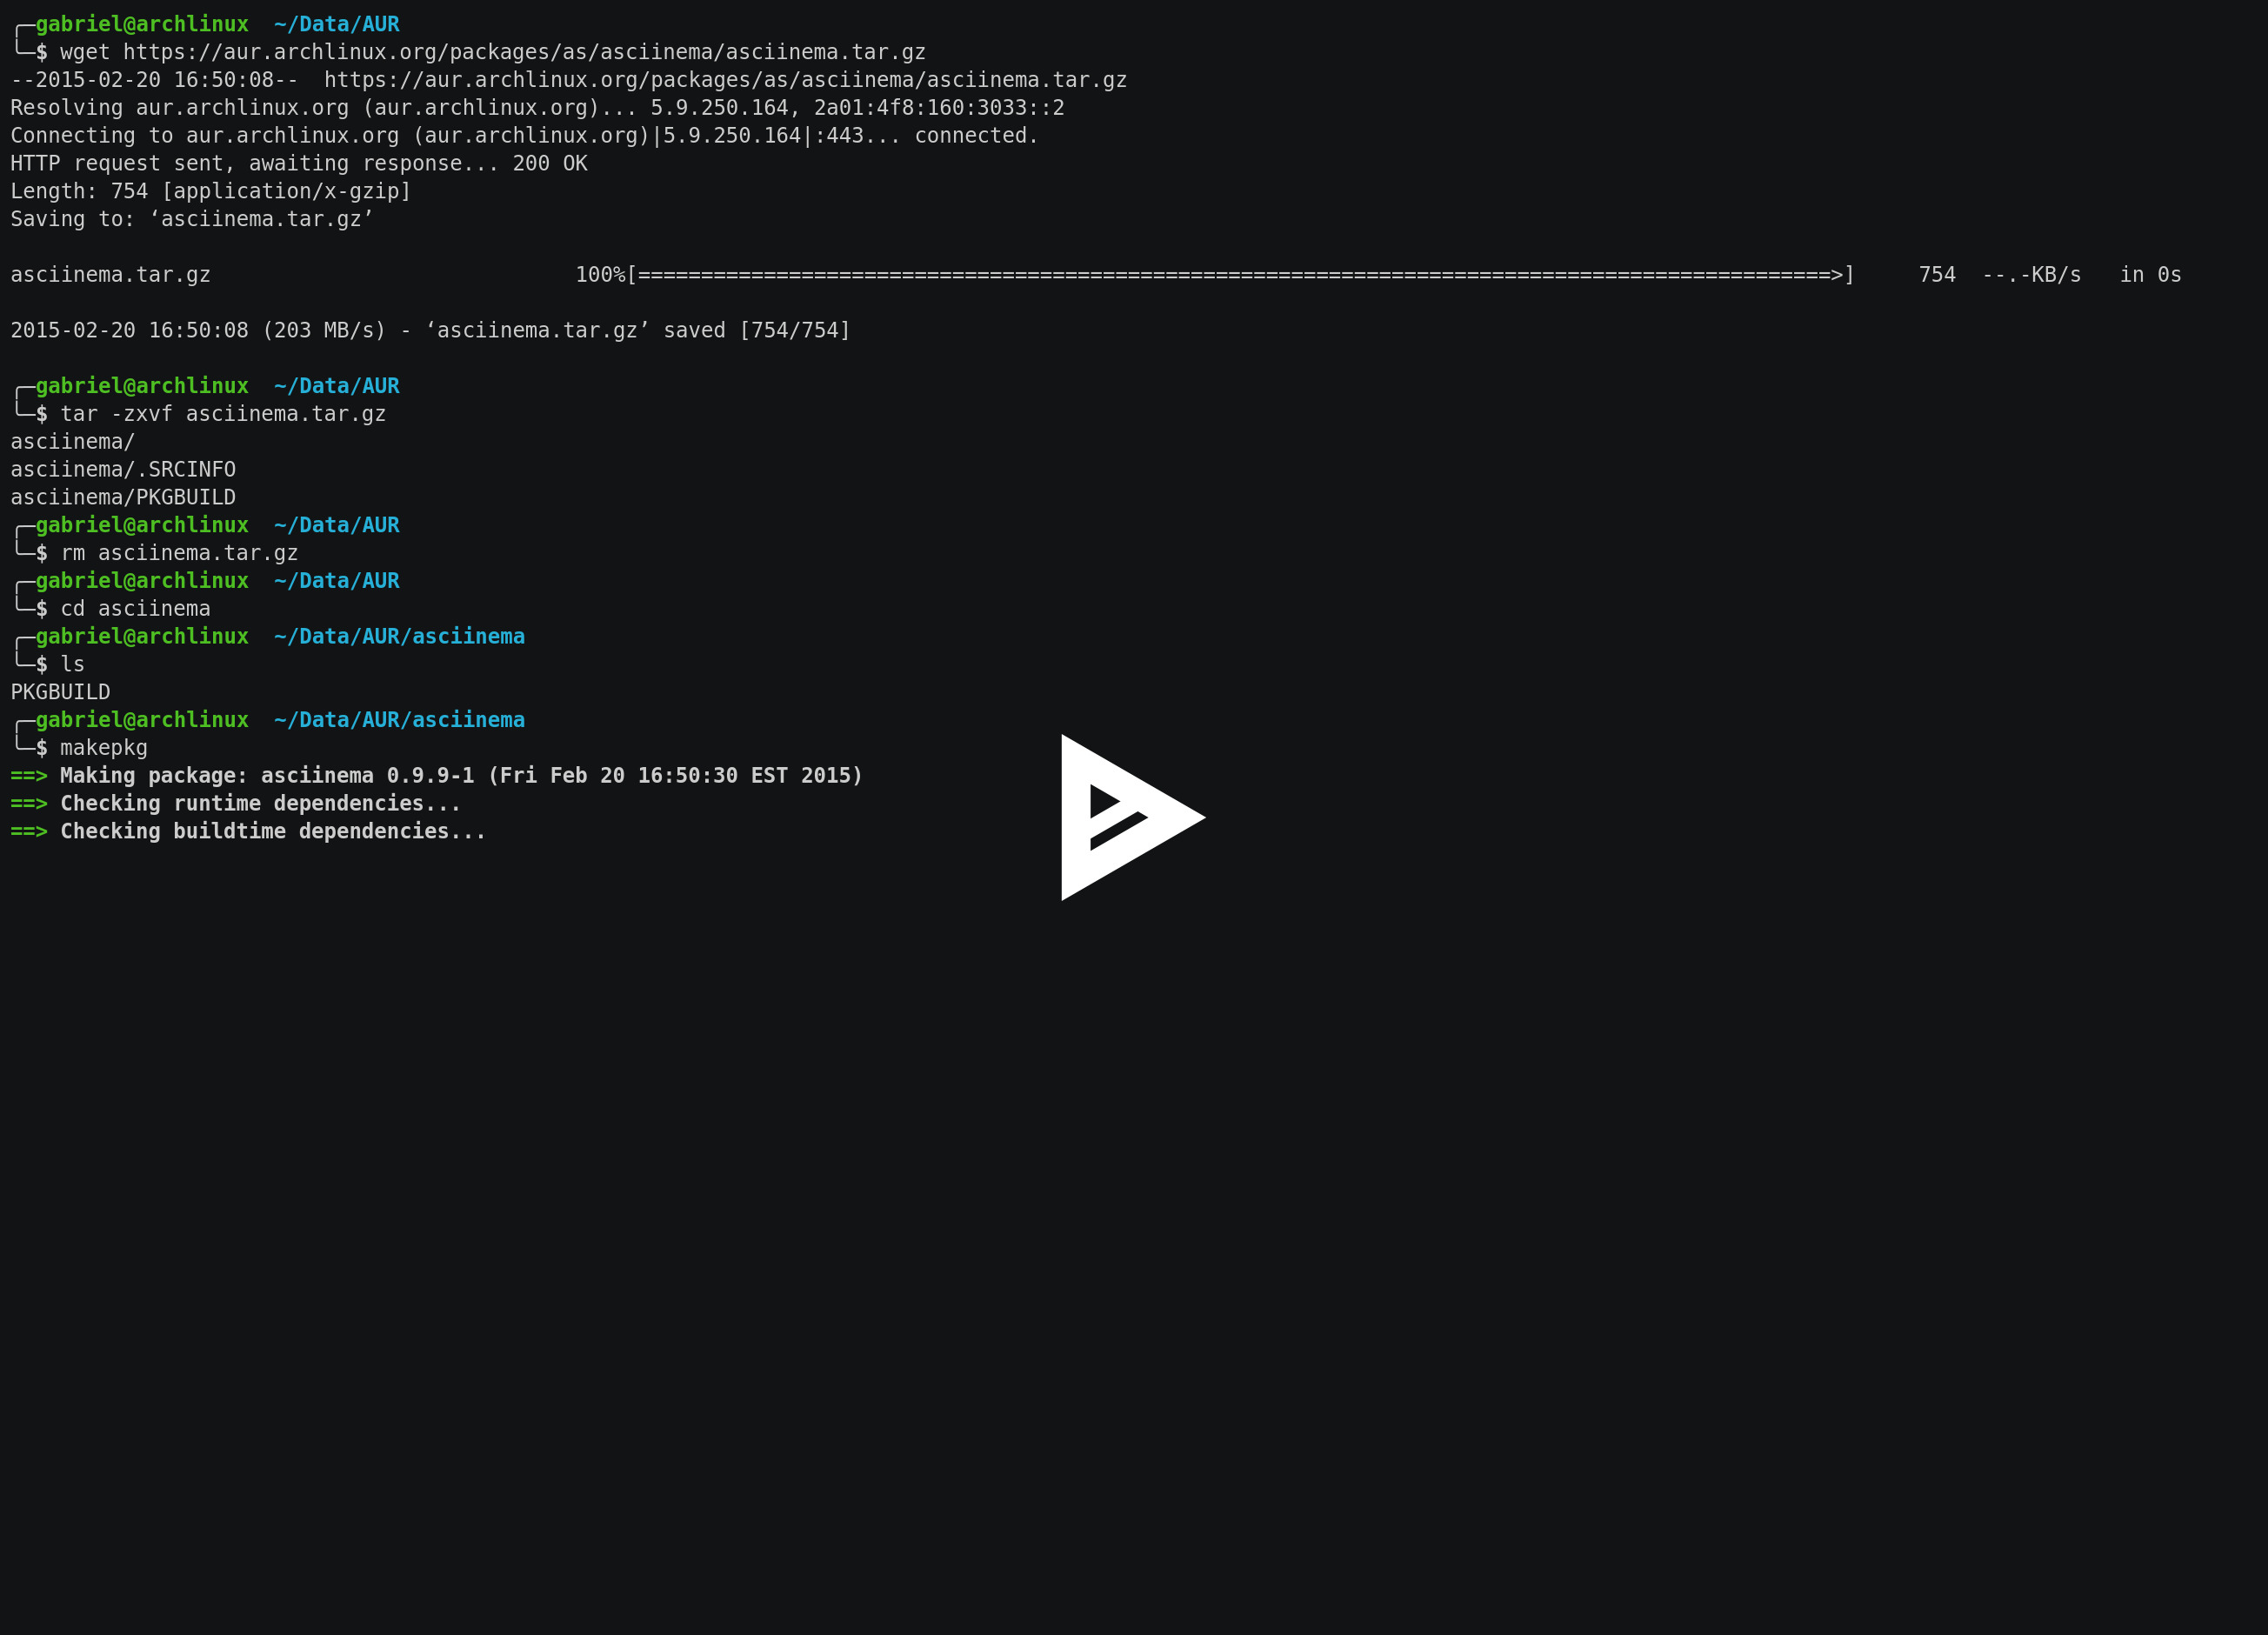 ╭─gabriel@archlinux  ~/Data/AUR
╰─$ wget https://aur.archlinux.org/packages/as/asciinema/asciinema.tar.gz
--2015-02-20 16:50:08--  https://aur.archlinux.org/packages/as/asciinema/asciinema.tar.gz
Resolving aur.archlinux.org (aur.archlinux.org)... 5.9.250.164, 2a01:4f8:160:3033::2
Connecting to aur.archlinux.org (aur.archlinux.org)|5.9.250.164|:443... connected.
HTTP request sent, awaiting response... 200 OK
Length: 754 [application/x-gzip]
Saving to: ‘asciinema.tar.gz’
asciinema.tar.gz                             100%[===============================================================================================>]     754  --.-KB/s   in 0s
2015-02-20 16:50:08 (203 MB/s) - ‘asciinema.tar.gz’ saved [754/754]
╭─gabriel@archlinux  ~/Data/AUR
╰─$ tar -zxvf asciinema.tar.gz
asciinema/
asciinema/.SRCINFO
asciinema/PKGBUILD
╭─gabriel@archlinux  ~/Data/AUR
╰─$ rm asciinema.tar.gz
╭─gabriel@archlinux  ~/Data/AUR
╰─$ cd asciinema
╭─gabriel@archlinux  ~/Data/AUR/asciinema
╰─$ ls
PKGBUILD
╭─gabriel@archlinux  ~/Data/AUR/asciinema
╰─$ makepkg
==> Making package: asciinema 0.9.9-1 (Fri Feb 20 16:50:30 EST 2015)
==> Checking runtime dependencies...
==> Checking buildtime dependencies...